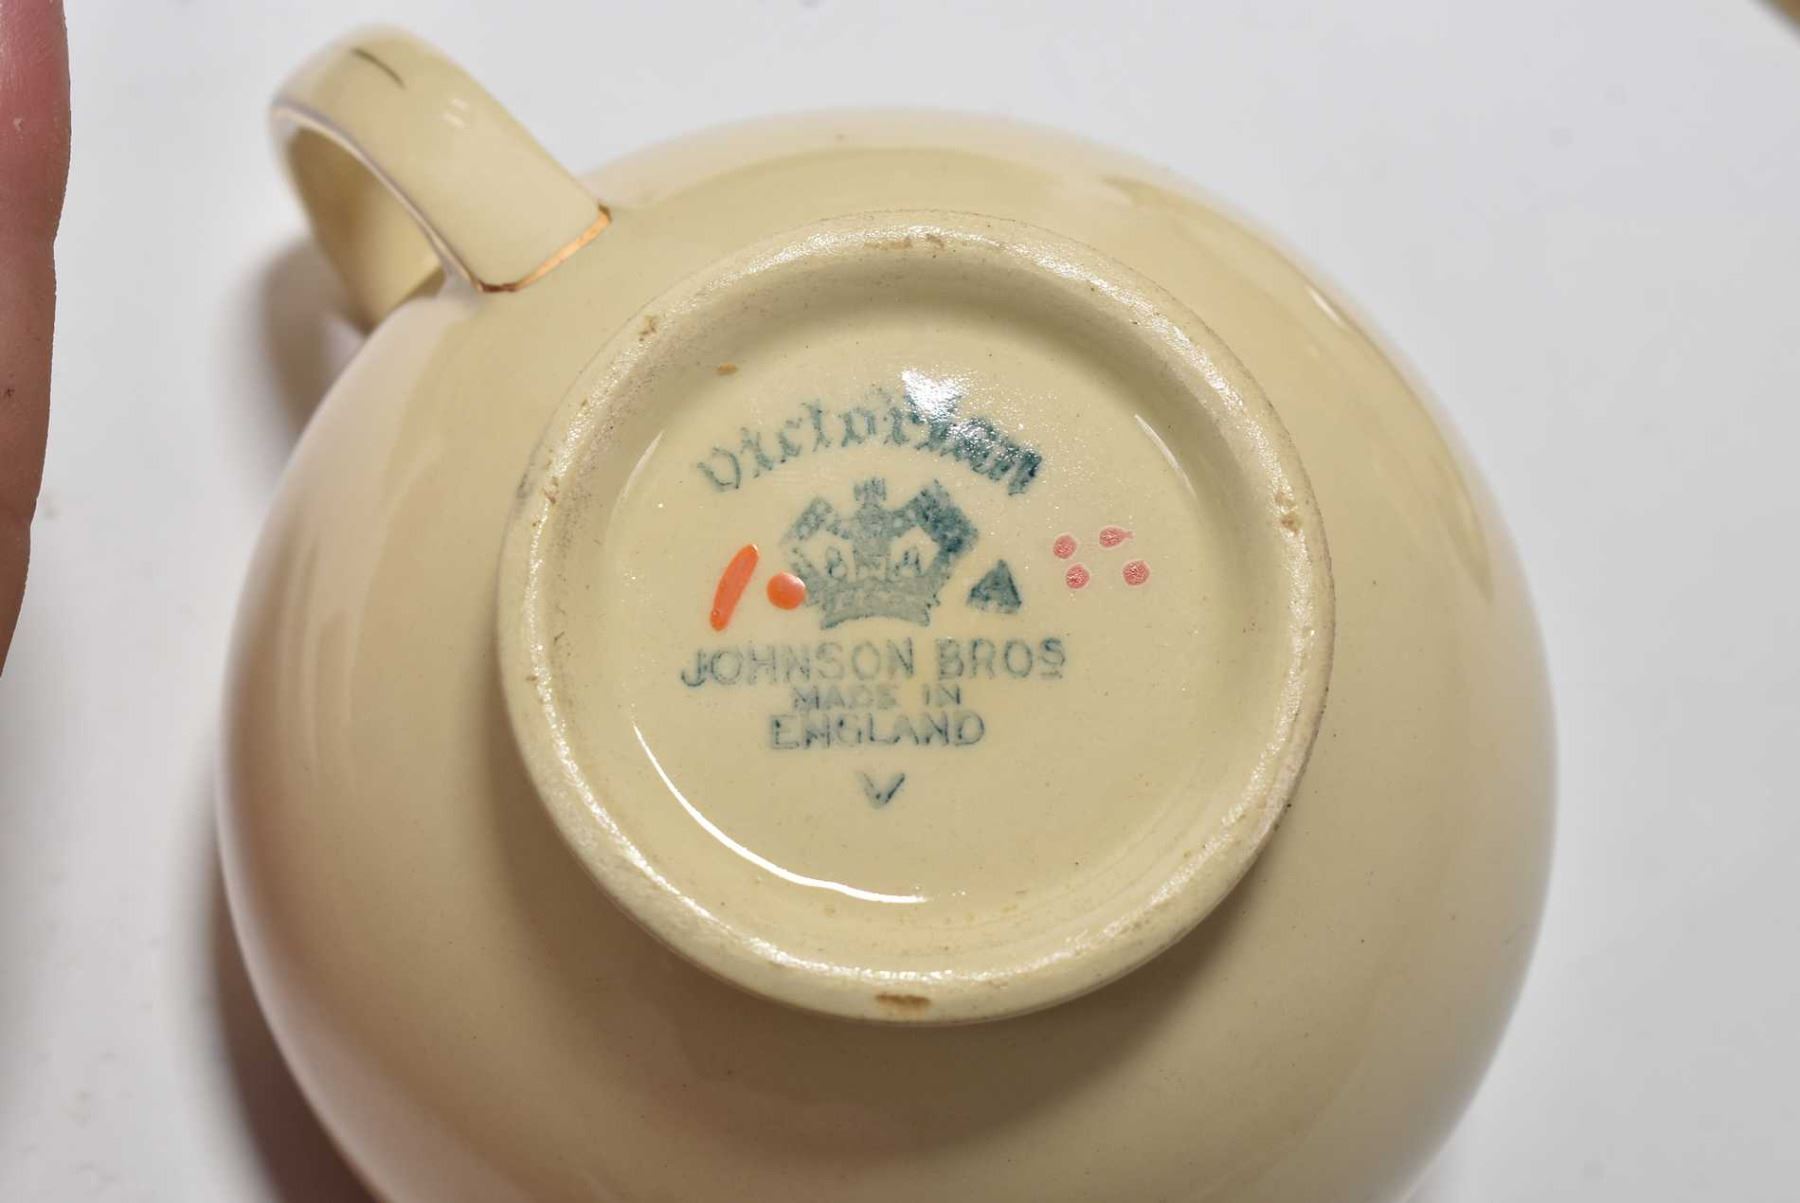 Victorian
JOHNSON BROS
MADE IN
ENGLAND
V